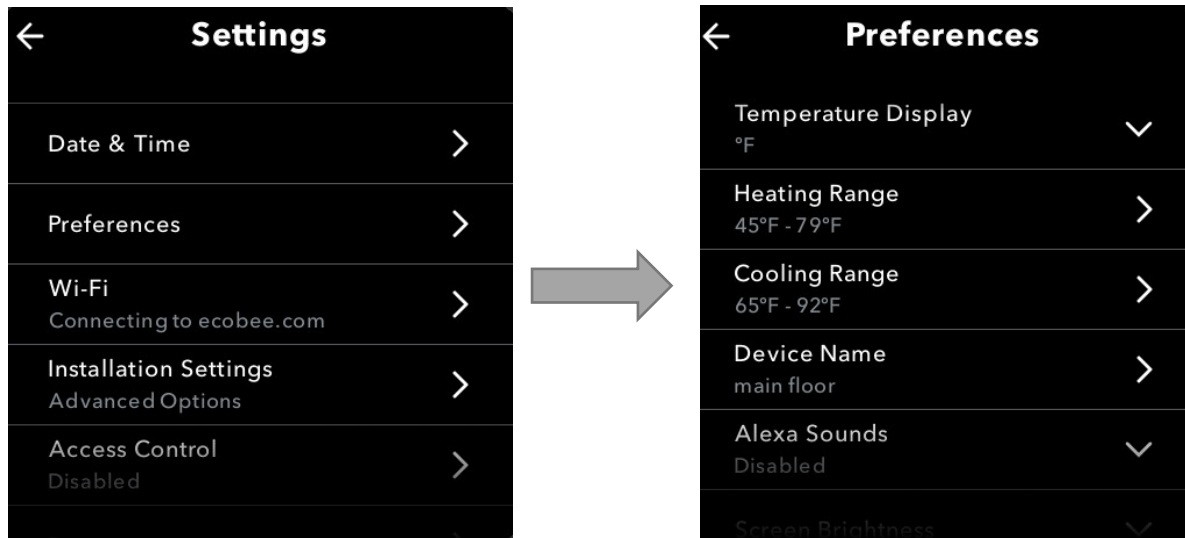 Settings
Date & Time
Preferences
Wi-Fi
Connecting to ecobee.com
Installation Settings
Advanced Options
Access Control
Disabled
Preferences
Temperature Display
°F
Heating Range
45°F - 79°F
Cooling Range
65°F - 92°F
Device Name
main floor
Alexa Sounds
Disabled
Screen Brightness